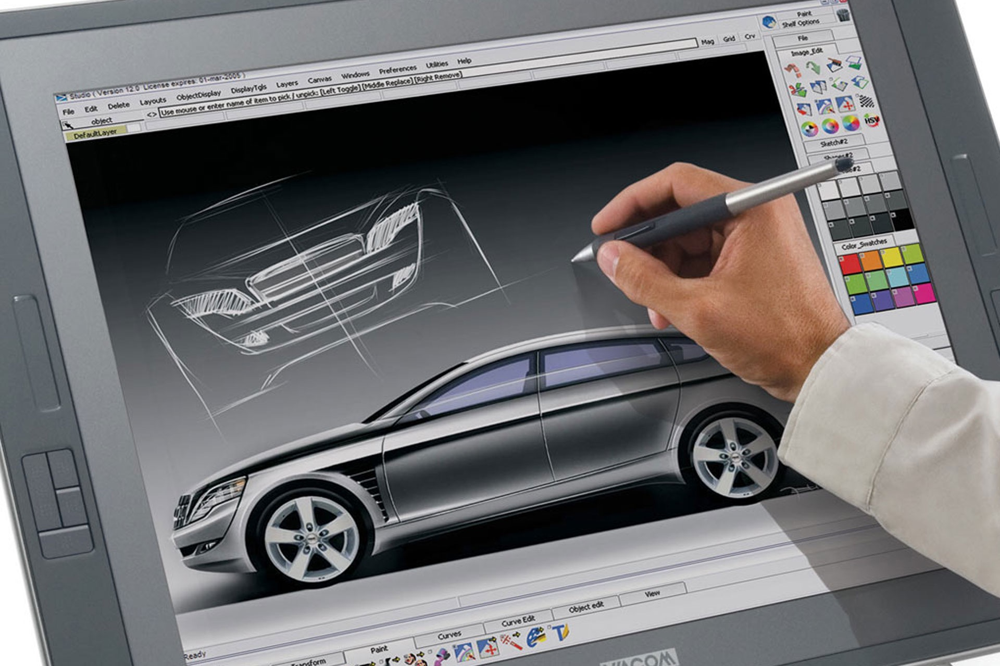 Studio ( Version 12.0 License expires: 01-mar-2005 )
File Edit Delete Layouts ObjectDisplay DisplayTgls Layers Canvas Windows Preferences Utilities Help
<> Use mouse or enter name of item to pick / unpick: [Left Toggle] [Middle Replace] [Right Remove]
Mag Grid Crv
object
DefaultLayer
Paint
Shelf Options
File
Image_Edit
HSV
Sketch#2
Shapes#2
Color_Swatches
Ready
Transform
Paint
Curves
Curve Edit
Object edit
View
T
WACOM